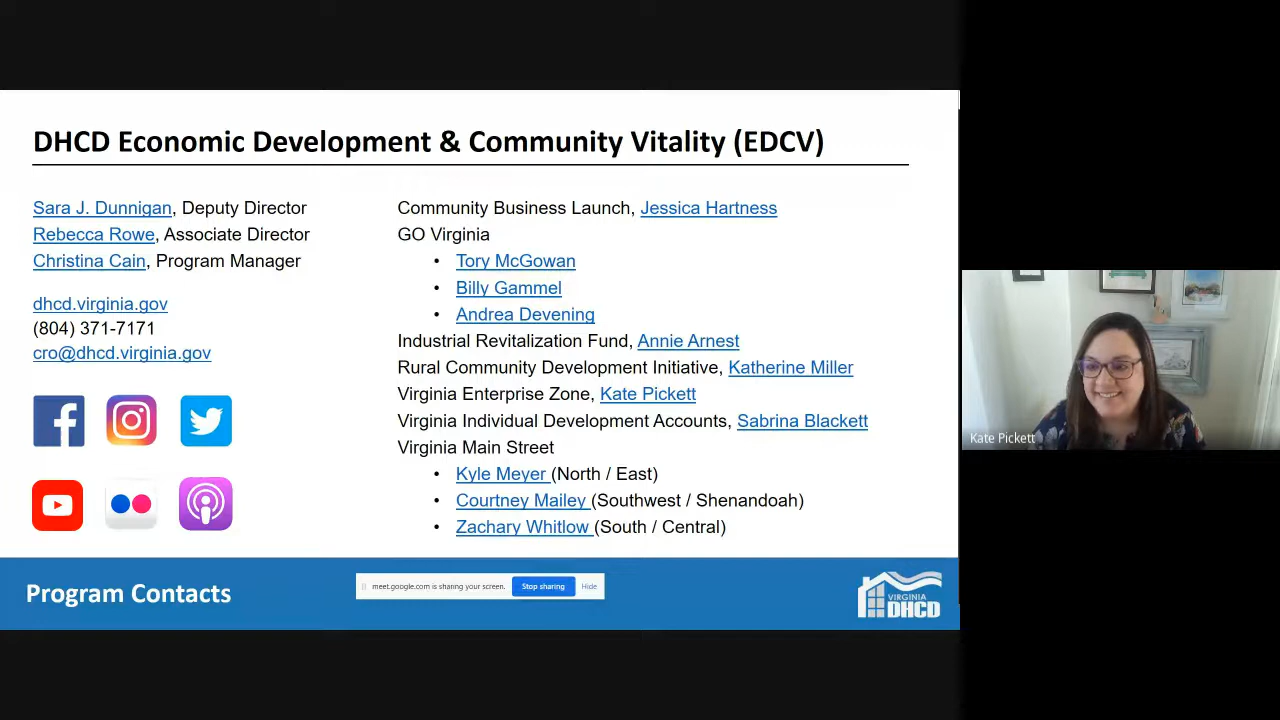 DHCD Economic Development & Community Vitality (EDCV)
Sara J. Dunnigan, Deputy Director
Rebecca Rowe, Associate Director
Christina Cain, Program Manager
dhcd.virginia.gov
(804) 371-7171
cro@dhcd.virginia.gov
Community Business Launch, Jessica Hartness
GO Virginia
• Tory McGowan
• Billy Gammel
• Andrea Devening
Industrial Revitalization Fund, Annie Arnest
Rural Community Development Initiative, Katherine Miller
Virginia Enterprise Zone, Kate Pickett
Virginia Individual Development Accounts, Sabrina Blackett
Virginia Main Street
• Kyle Meyer (North / East)
• Courtney Mailey (Southwest / Shenandoah)
• Zachary Whitlow (South / Central)
Kate Pickett
Program Contacts
meet.google.com is sharing your screen. Stop sharing Hide
VIRGINIA
DHCD